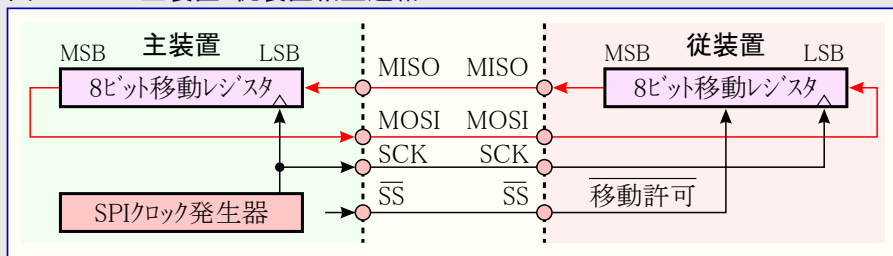 主装置
従装置
MSB
LSB
MISO
MISO
MSB
LSB
8ビット移動レジスタ
8ビット移動レジスタ
MOSI
MOSI
SCK
SCK
SS
SS
移動許可
SPIクロック発生器